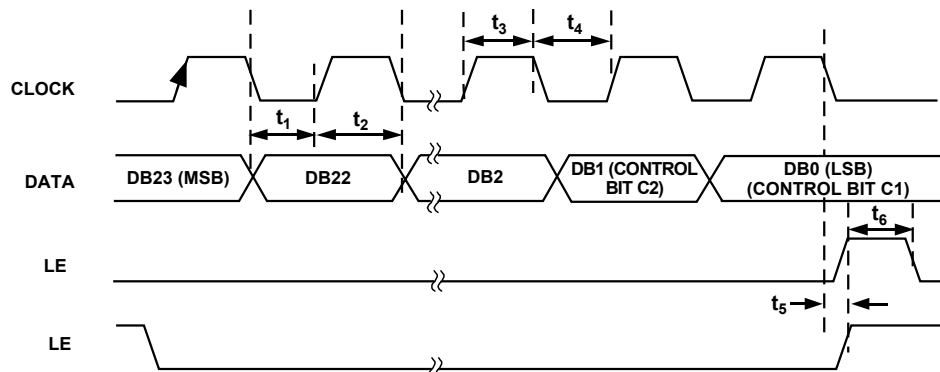 t3
t4
CLOCK
t1
t2
DATA
DB23 (MSB)
DB22
DB2
DB1 (CONTROL
BIT C2)
DB0 (LSB)
(CONTROL BIT C1)
t6
LE
t5
LE